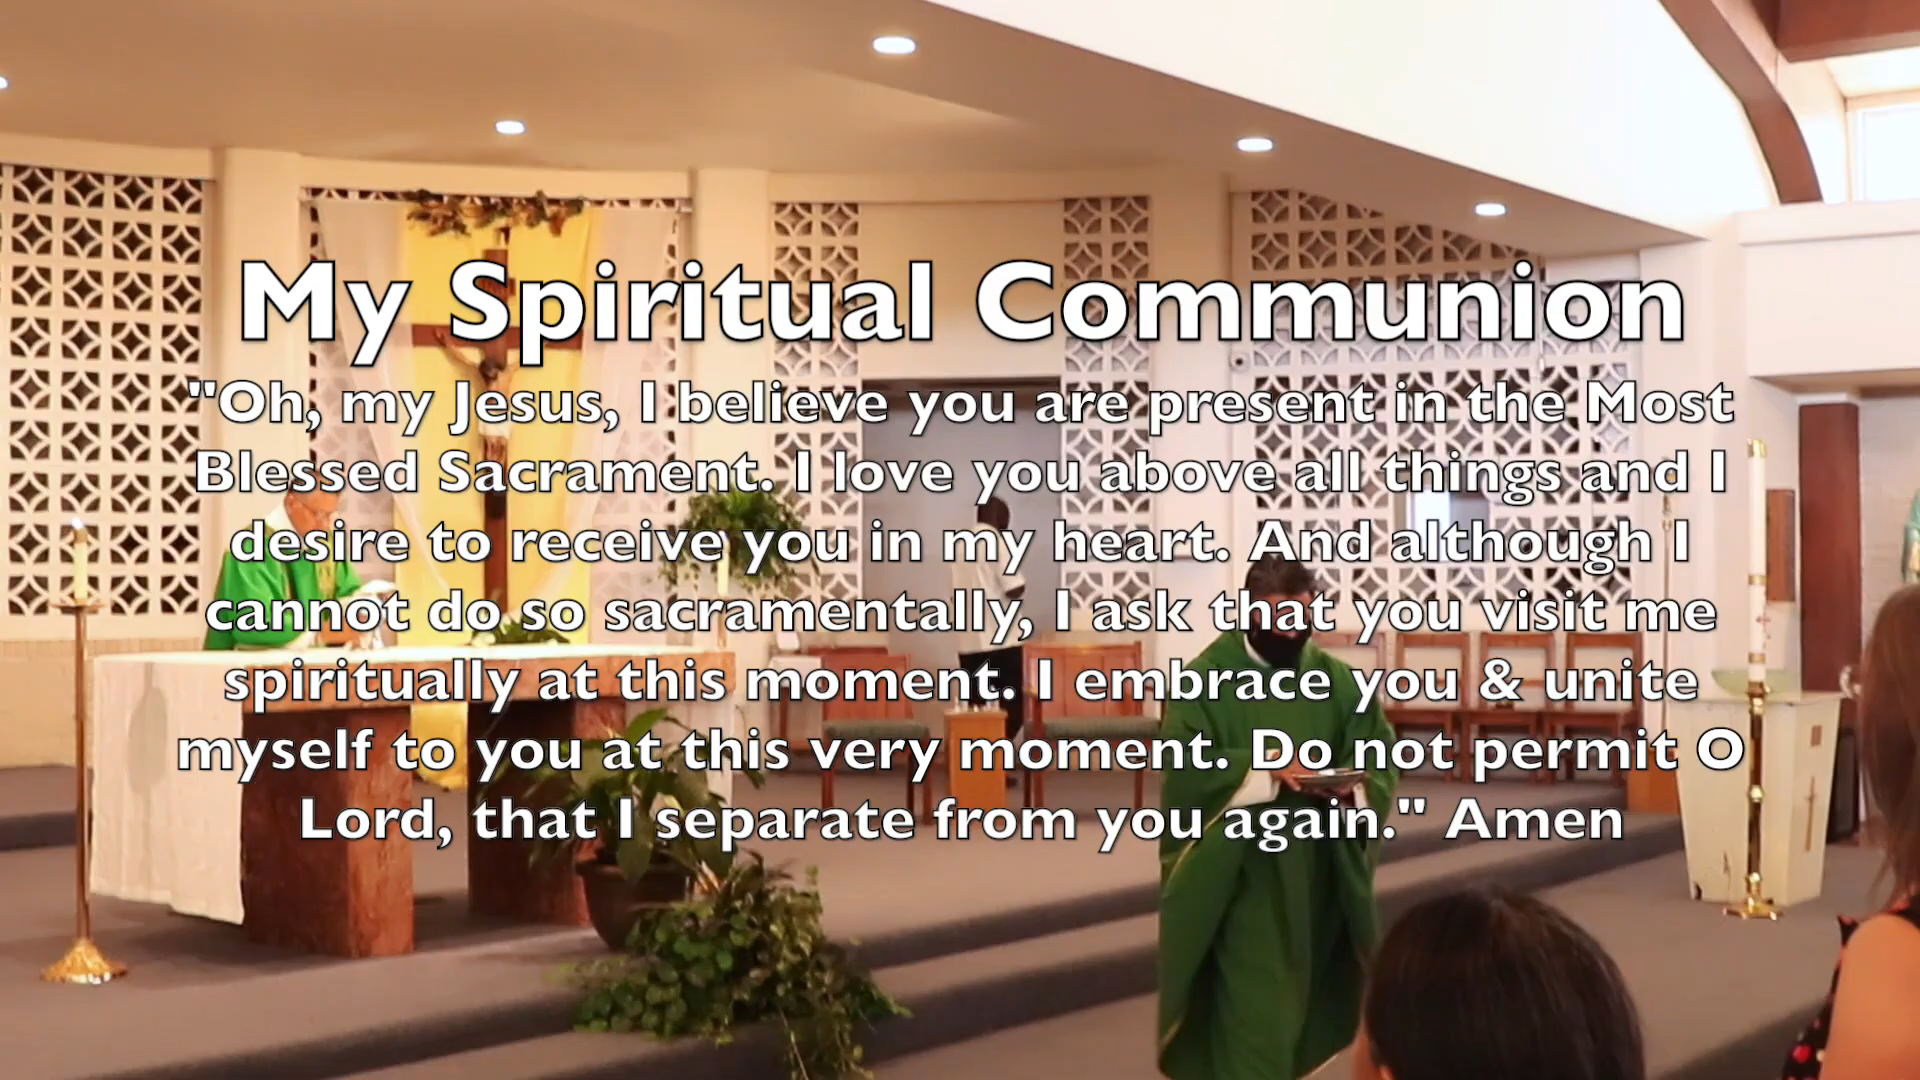 My Spiritual Communion
"Oh, my Jesus, I believe you are present in the Most
Blessed Sacrament. I love you above all things and I
desire to receive you in my heart. And although I
cannot do so sacramentally, I ask that you visit me
spiritually at this moment. I embrace you & unite
myself to you at this very moment. Do not permit O
Lord, that I separate from you again." Amen